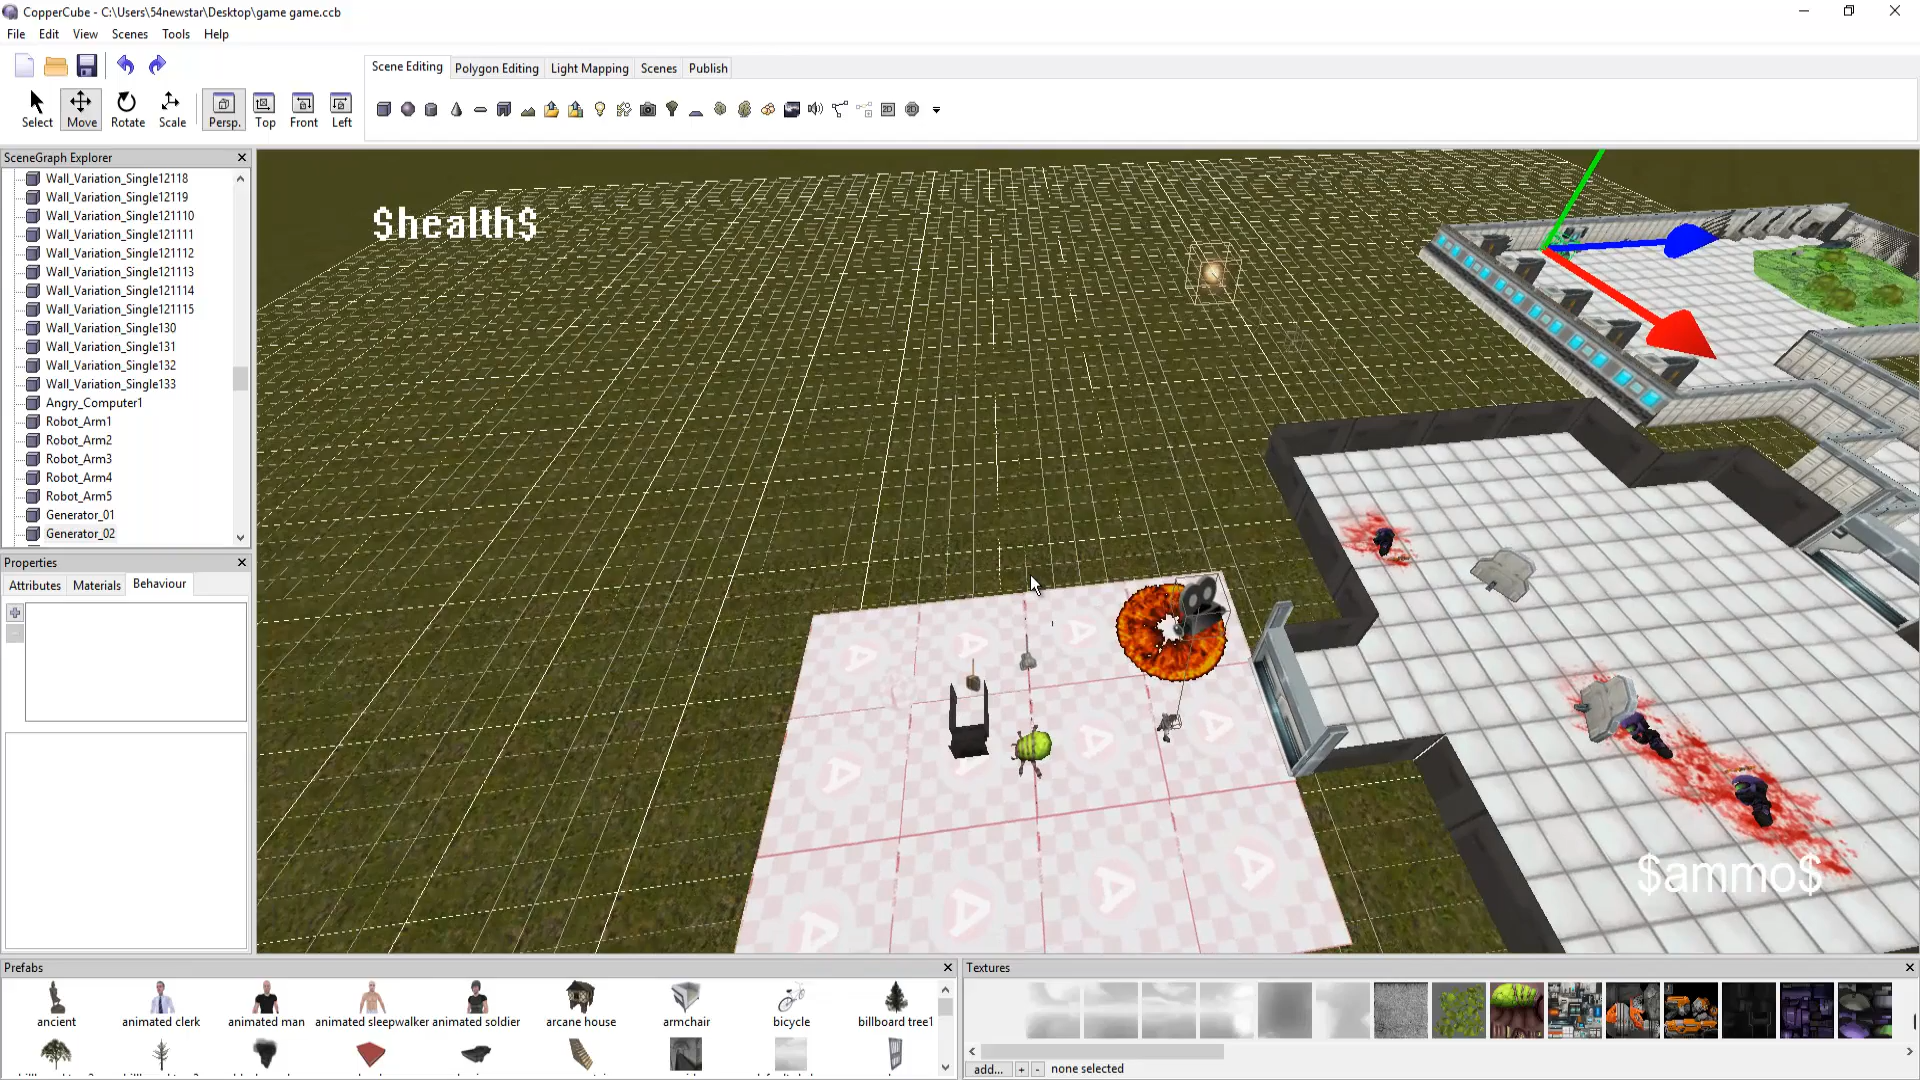 CopperCube - C:\Users\54newstar\Desktop\game game.ccb
File Edit View Scenes Tools Help
Scene Editing Polygon Editing Light Mapping Scenes Publish
Select Move Rotate Scale Persp. Top Front Left
SceneGraph Explorer
Wall_Variation_Single12118
Wall_Variation_Single12119
Wall_Variation_Single121110
Wall_Variation_Single121111
Wall_Variation_Single121112
Wall_Variation_Single121113
Wall_Variation_Single121114
Wall_Variation_Single121115
Wall_Variation_Single130
Wall_Variation_Single131
Wall_Variation_Single132
Wall_Variation_Single133
Angry_Computer1
Robot_Arm1
Robot_Arm2
Robot_Arm3
Robot_Arm4
Robot_Arm5
Generator_01
Generator_02
Properties
Attributes Materials Behaviour
$health$
$ammo$
Prefabs
ancient animated clerk animated man animated sleepwalker animated soldier arcane house armchair bicycle billboard tree1
Textures
add... + - none selected